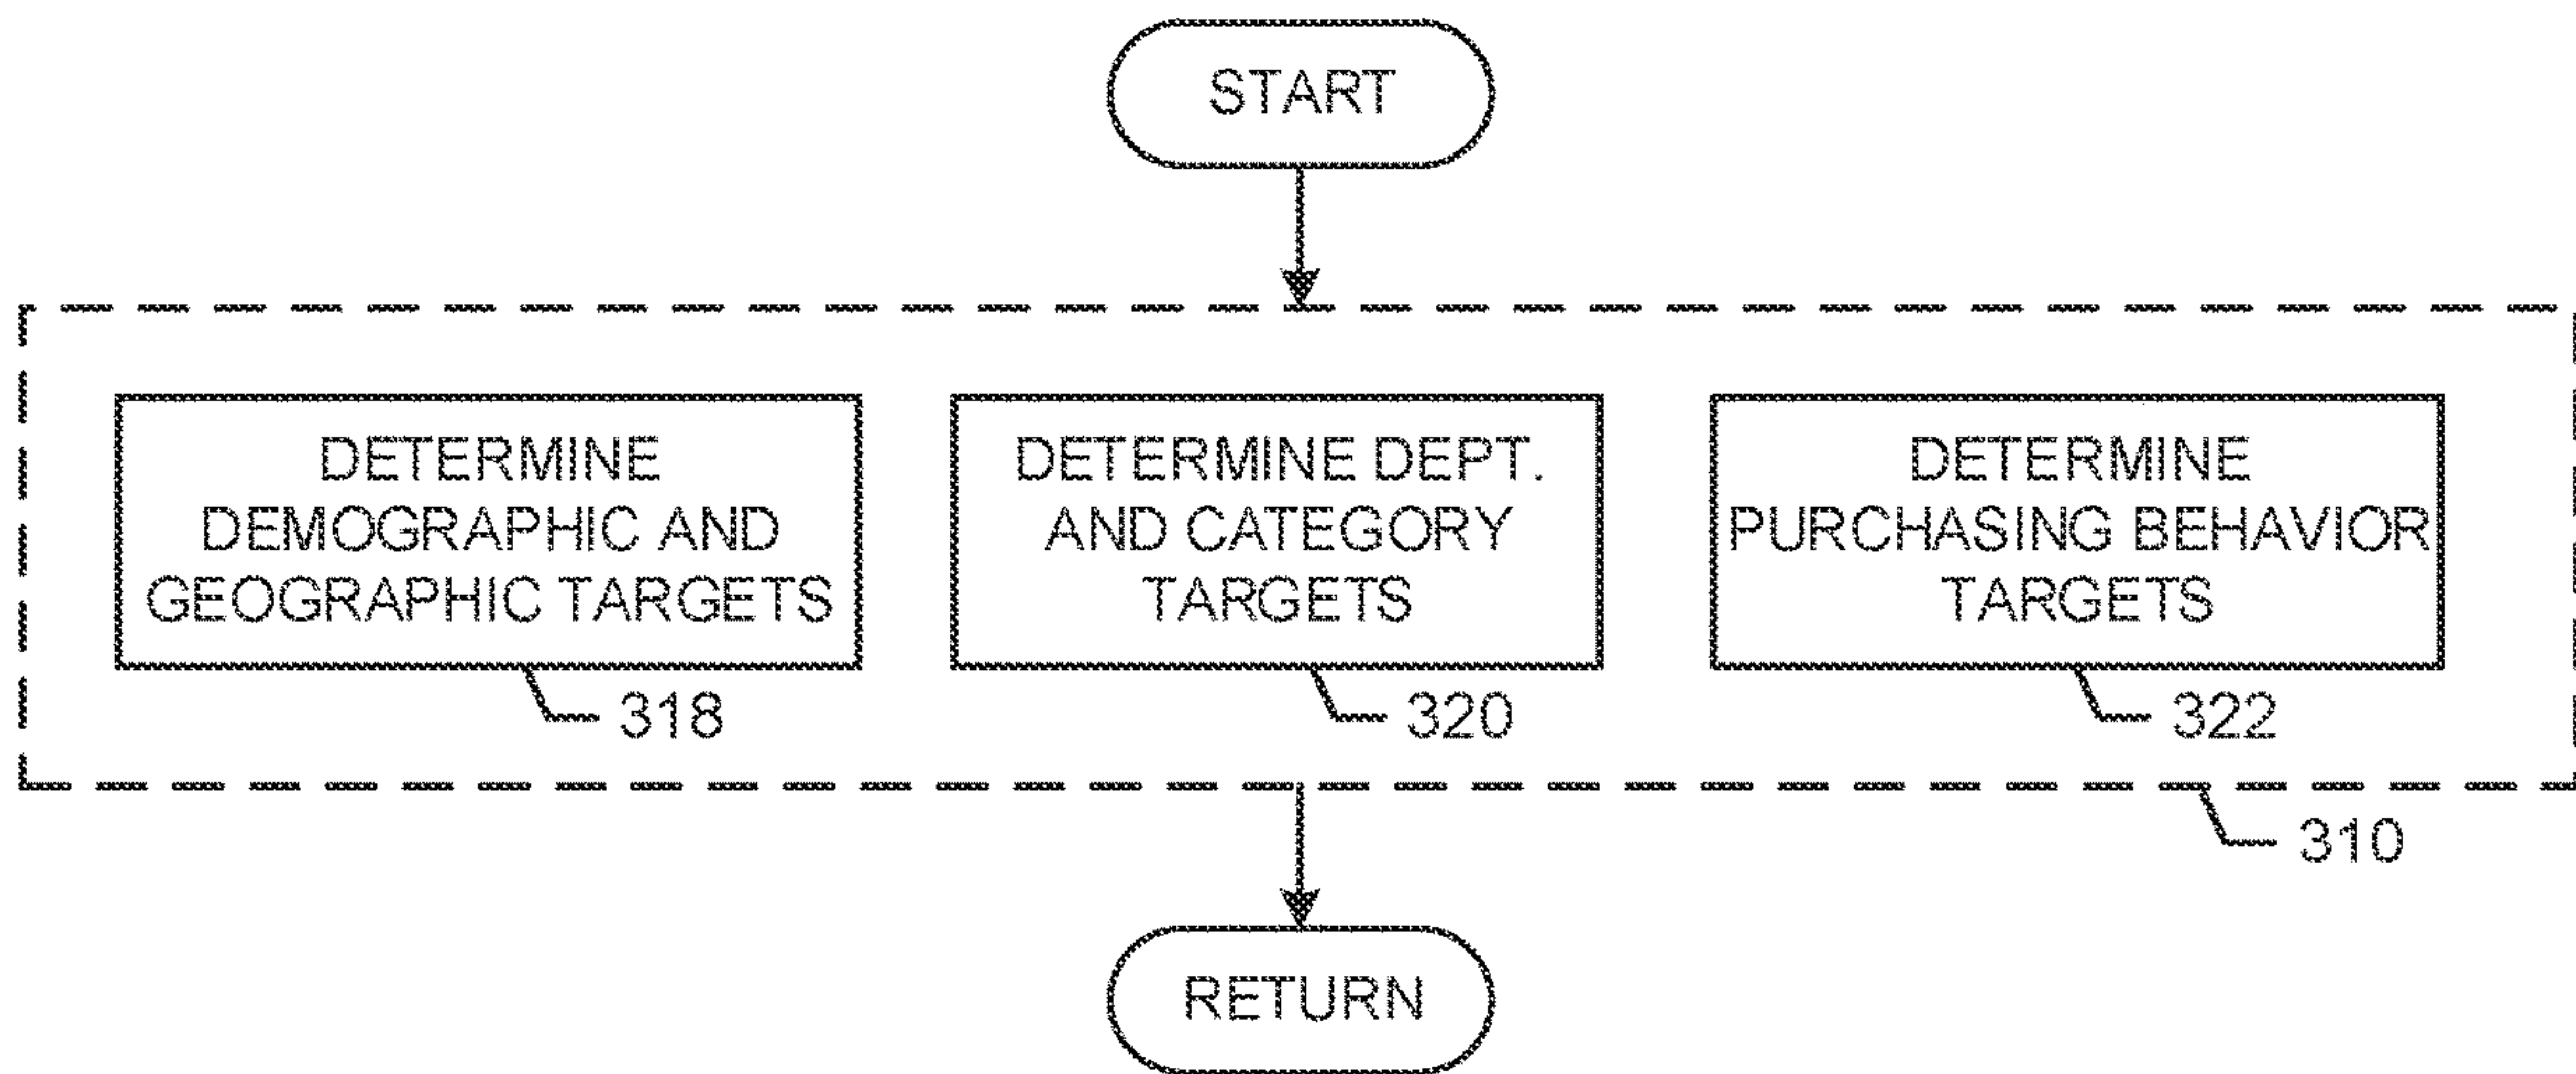 START
DETERMINE
DEMOGRAPHIC AND
GEOGRAPHIC TARGETS
318
DETERMINE DEPT.
AND CATEGORY
TARGETS
320
DETERMINE
PURCHASING BEHAVIOR
TARGETS
322
310
RETURN